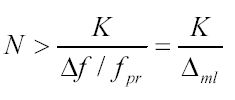 N > K / (Δf / f_pr) = K / Δ_ml